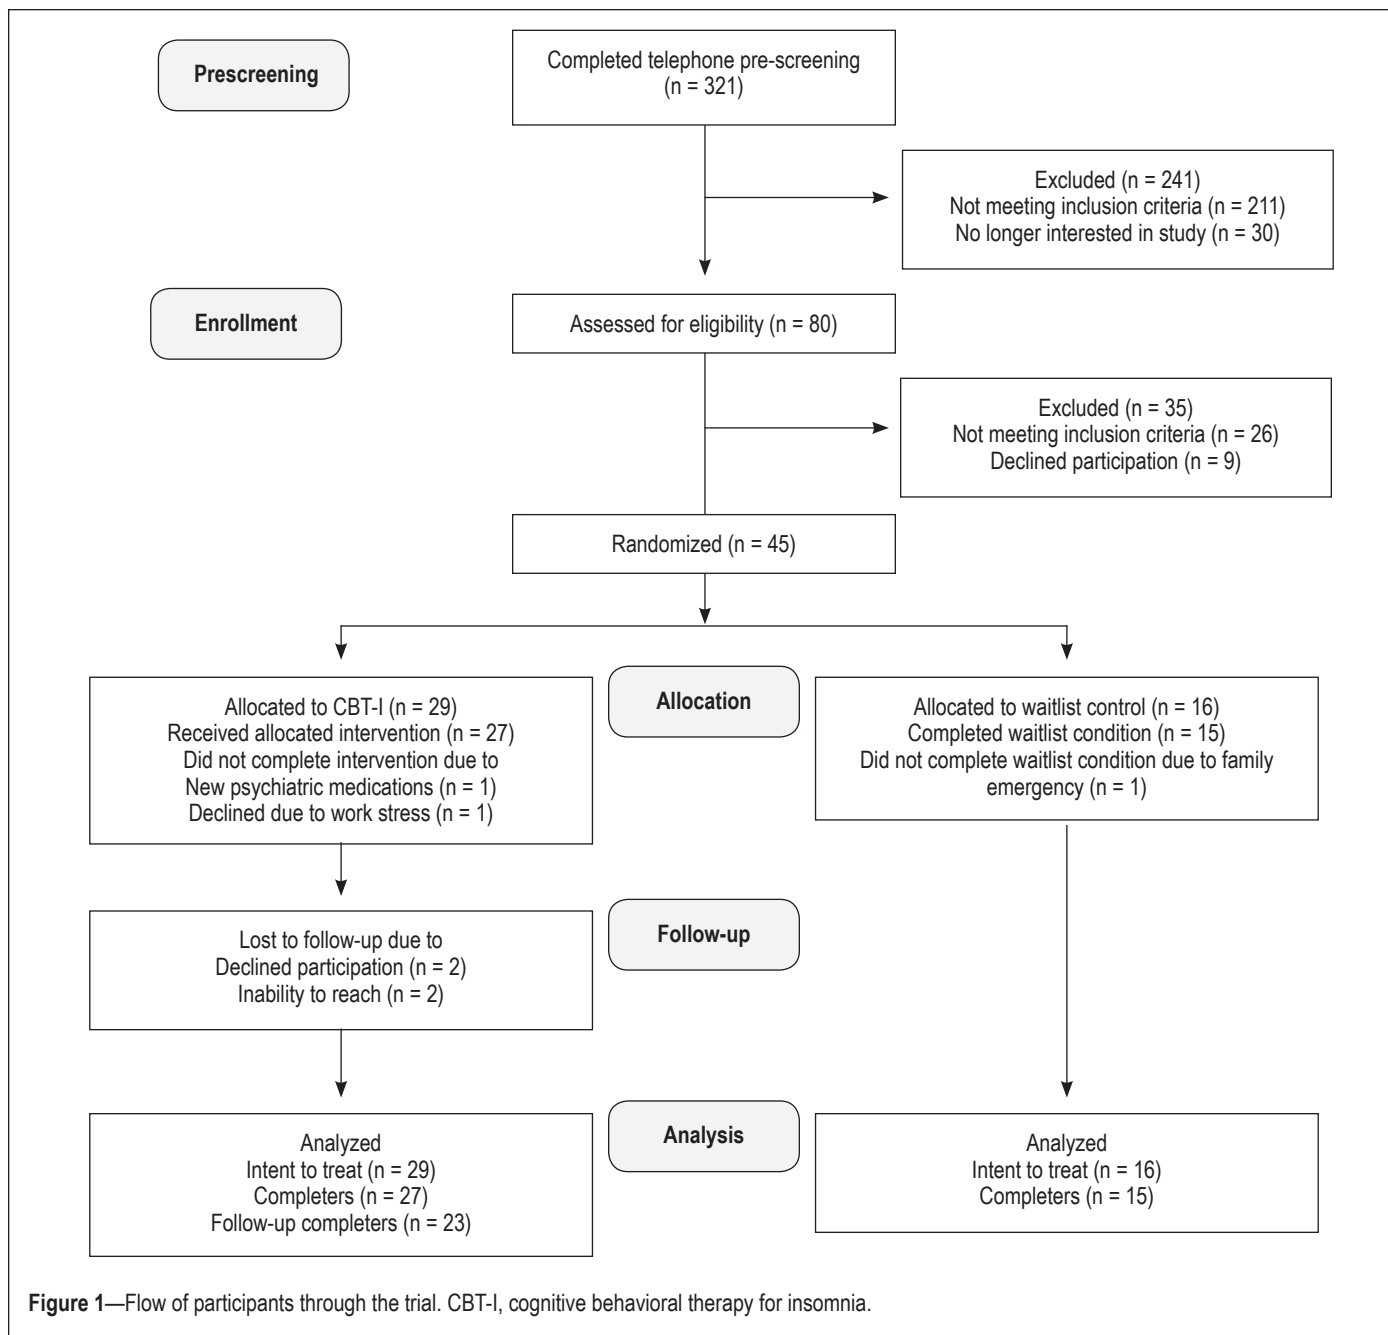 Prescreening
Completed telephone pre-screening
(n = 321)
Excluded (n = 241)
Not meeting inclusion criteria (n = 211)
No longer interested in study (n = 30)
Enrollment
Assessed for eligibility (n = 80)
Excluded (n = 35)
Not meeting inclusion criteria (n = 26)
Declined participation (n = 9)
Randomized (n = 45)
Allocation
Allocated to CBT-I (n = 29)
Received allocated intervention (n = 27)
Did not complete intervention due to
New psychiatric medications (n = 1)
Declined due to work stress (n = 1)
Allocated to waitlist control (n = 16)
Completed waitlist condition (n = 15)
Did not complete waitlist condition due to family
emergency (n = 1)
Follow-up
Lost to follow-up due to
Declined participation (n = 2)
Inability to reach (n = 2)
Analysis
Analyzed
Intent to treat (n = 29)
Completers (n = 27)
Follow-up completers (n = 23)
Analyzed
Intent to treat (n = 16)
Completers (n = 15)
Figure 1—Flow of participants through the trial. CBT-I, cognitive behavioral therapy for insomnia.